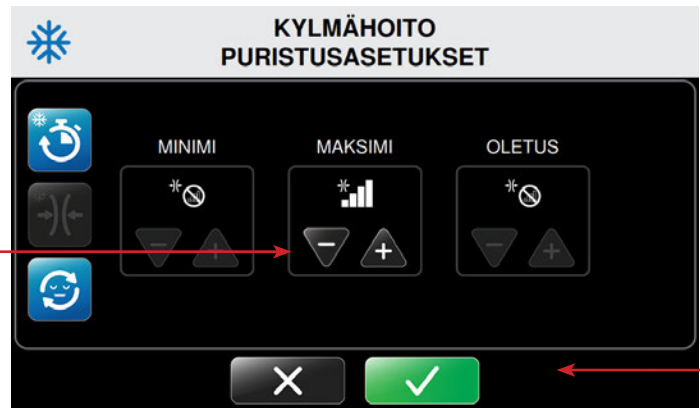 KYLMÄHOITO
PURISTUSASETUKSET
MINIMI
MAKSIMI
OLETUS